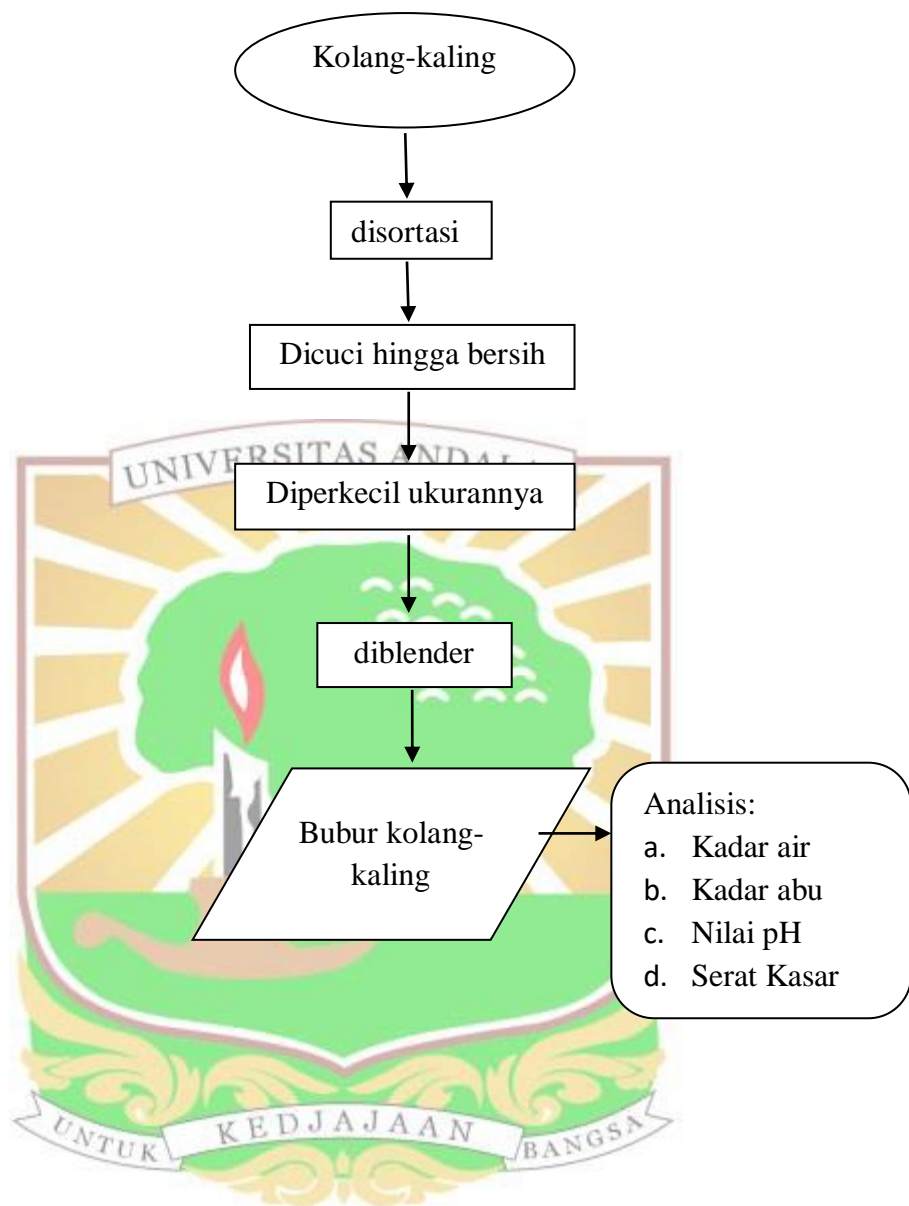 Kolang-kaling
disortasi
Dicuci hingga bersih
UNIVERSITAS
Diperkecil ukurannya
diblender
Bubur kolang-
kaling
Analisis:
a. Kadar air
b. Kadar abu
c. Nilai pH
d. Serat Kasar
UNTUK KEDJAJAAN BANGSA